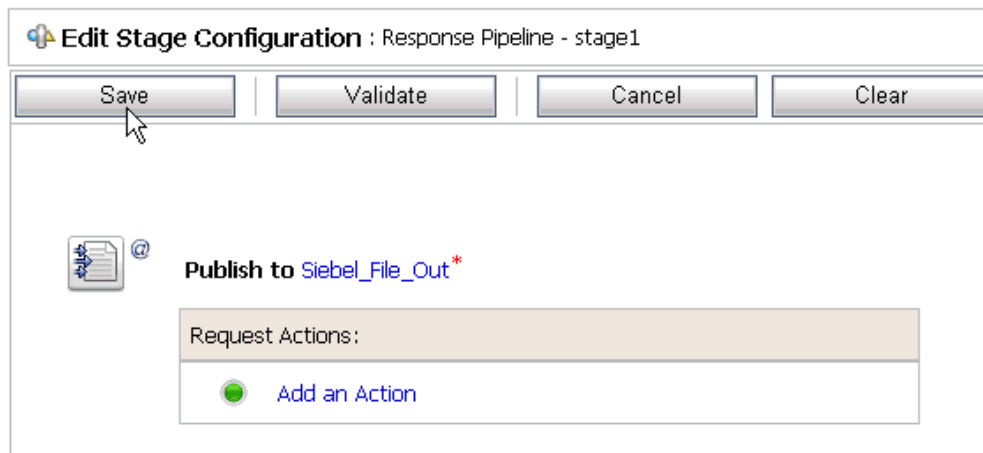 Edit Stage Configuration : Response Pipeline - stage1
Save Validate Cancel Clear
@
Publish to Siebel_File_Out*
Request Actions:
Add an Action